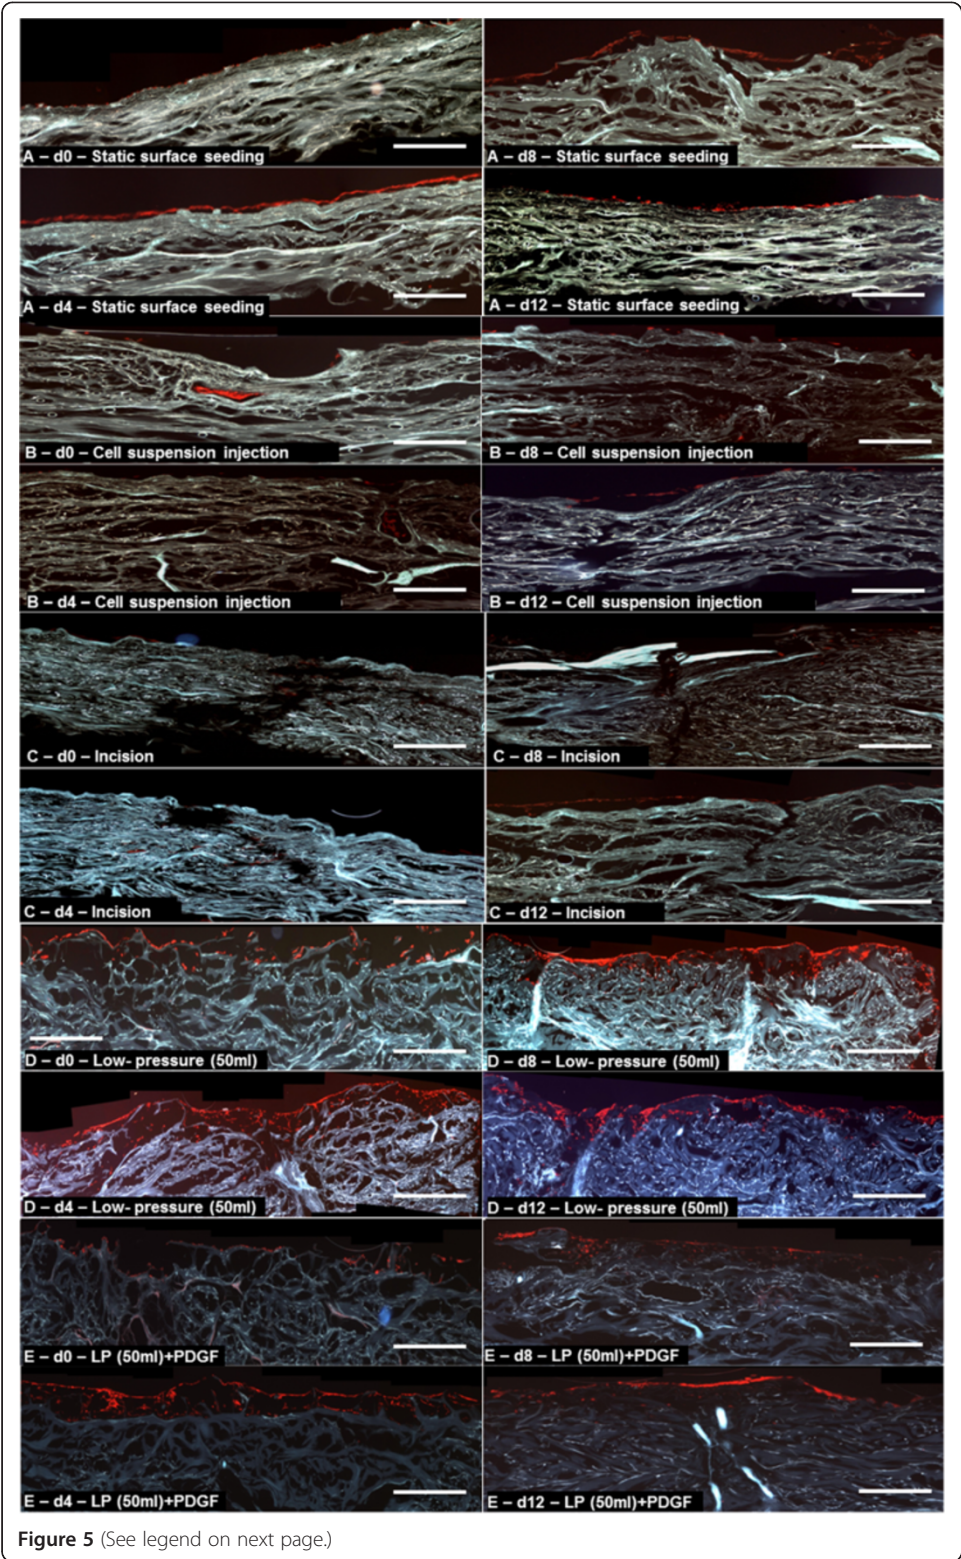 A – d0 – Static surface seeding
A – d8 – Static surface seeding
A – d4 – Static surface seeding
A – d12 – Static surface seeding
B – d0 – Cell suspension injection
B – d8 – Cell suspension injection
B – d4 – Cell suspension injection
B – d12 – Cell suspension injection
C – d0 – Incision
C – d8 – Incision
C – d4 – Incision
C – d12 – Incision
D – d0 – Low- pressure (50ml)
D – d8 – Low- pressure (50ml)
D – d4 – Low-pressure (50ml)
D – d12 – Low- pressure (50ml)
E – d0 – LP (50ml)+PDGF
E – d8 – LP (50ml)+PDGF
E – d4 – LP (50ml)+PDGF
E – d12 – LP (50ml)+PDGF
Figure 5 (See legend on next page.)